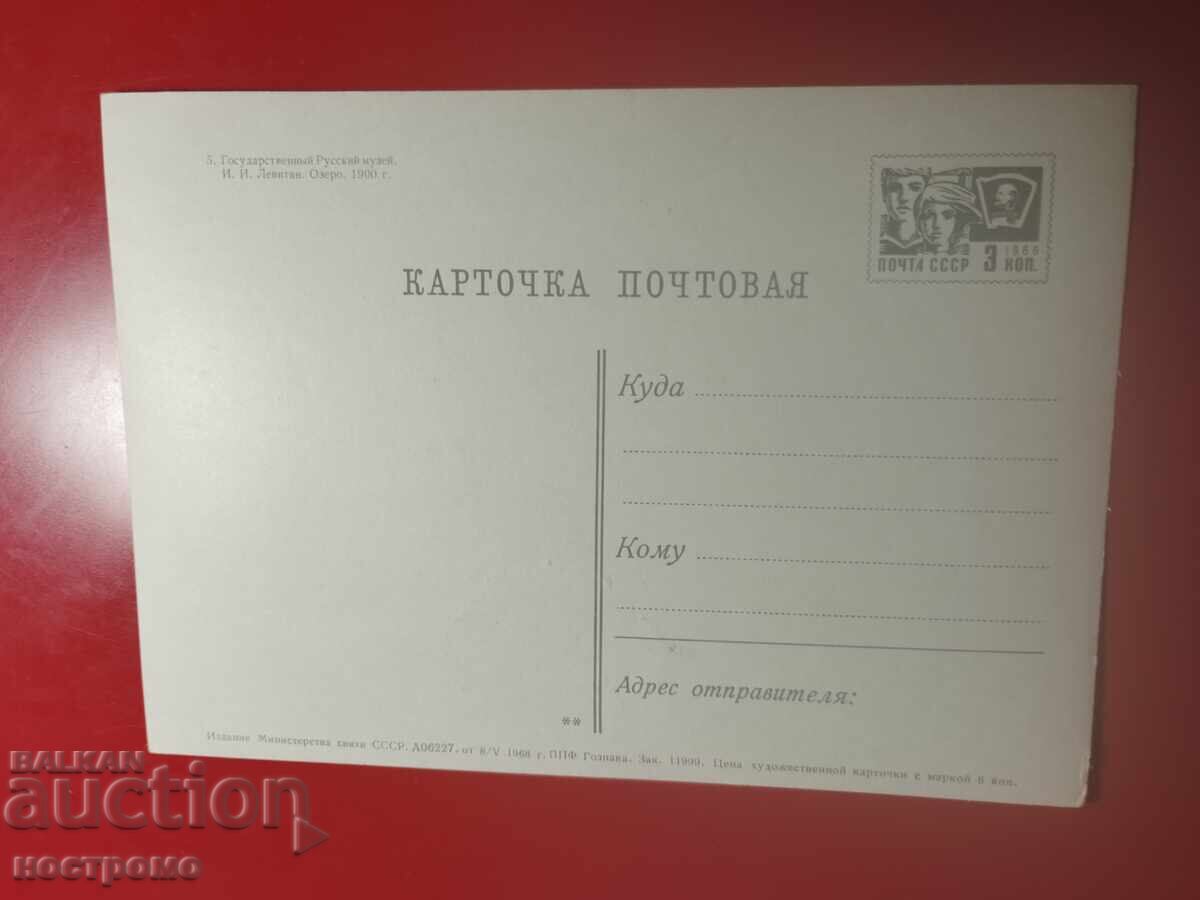 5. Государственный Русский музей.
И. И. Левитан. Озеро. 1900 г.
1966
ПОЧТА СССР 3 КОП.
КАРТОЧКА ПОЧТОВАЯ
Куда
Кому
Адрес отправителя:
**
Издание Министерства связи СССР. А06227. от 8/V 1968 г. ППФ Гознака. Зак. 11999. Цена художественной карточки с маркой 8 коп.
BALKAN
auction
ностромо